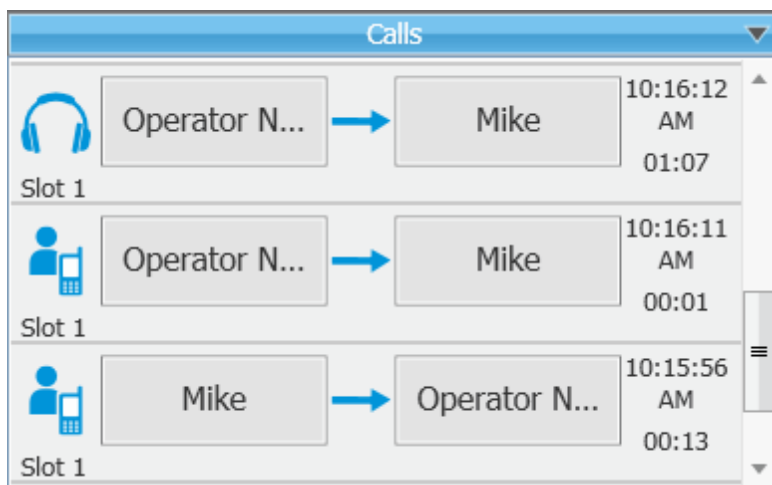 Calls
Operator N...
Mike
10:16:12
AM
01:07
Slot 1
Operator N...
Mike
10:16:11
AM
00:01
Slot 1
Mike
Operator N...
10:15:56
AM
00:13
Slot 1